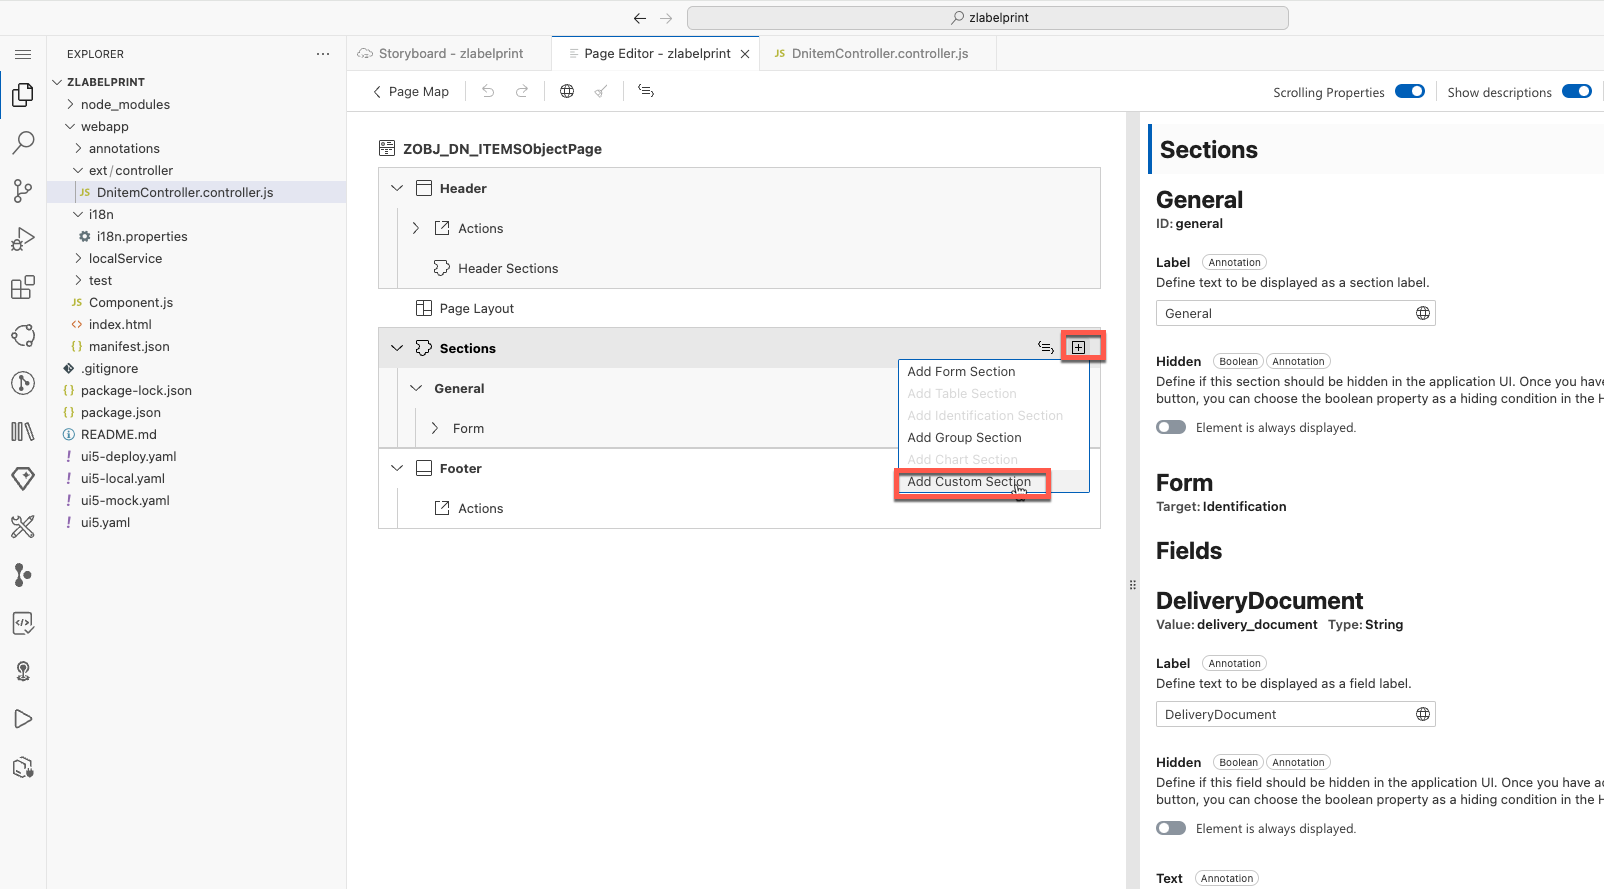 zlabelprint
EXPLORER
ZLABELPRINT
node_modules
webapp
annotations
ext / controller
JS DnitemController.controller.js
i18n
i18n.properties
localService
test
JS Component.js
<> index.html
{} manifest.json
.gitignore
{} package-lock.json
{} package.json
README.md
! ui5-deploy.yaml
! ui5-local.yaml
! ui5-mock.yaml
! ui5.yaml
Storyboard - zlabelprint
Page Editor - zlabelprint
JS DnitemController.controller.js
Page Map
Scrolling Properties
Show descriptions
ZOBJ_DN_ITEMSObjectPage
Header
Actions
Header Sections
Page Layout
Sections
General
Form
Footer
Actions
Add Form Section
Add Table Section
Add Identification Section
Add Group Section
Add Chart Section
Add Custom Section
Sections
General
ID: general
Label Annotation
Define text to be displayed as a section label.
General
Hidden Boolean Annotation
Define if this section should be hidden in the application UI. Once you have
button, you can choose the boolean property as a hiding condition in the H
Element is always displayed.
Form
Target: Identification
Fields
DeliveryDocument
Value: delivery_document Type: String
Label Annotation
Define text to be displayed as a field label.
DeliveryDocument
Hidden Boolean Annotation
Define if this field should be hidden in the application UI. Once you have ac
button, you can choose the boolean property as a hiding condition in the H
Element is always displayed.
Text Annotation